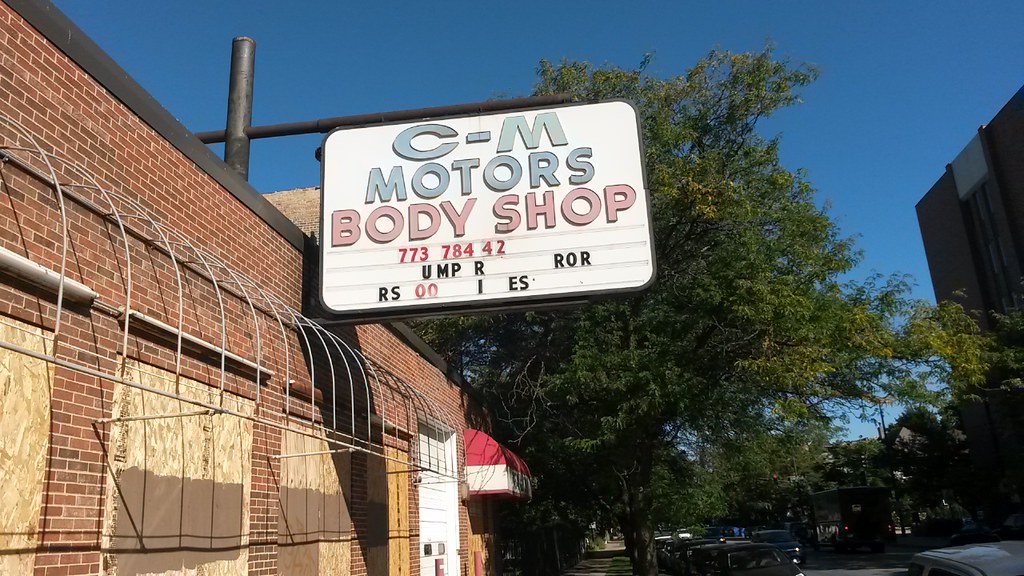 C-M
MOTORS
BODY SHOP
773 784 42
UMP R ROR
RS 00 I ES